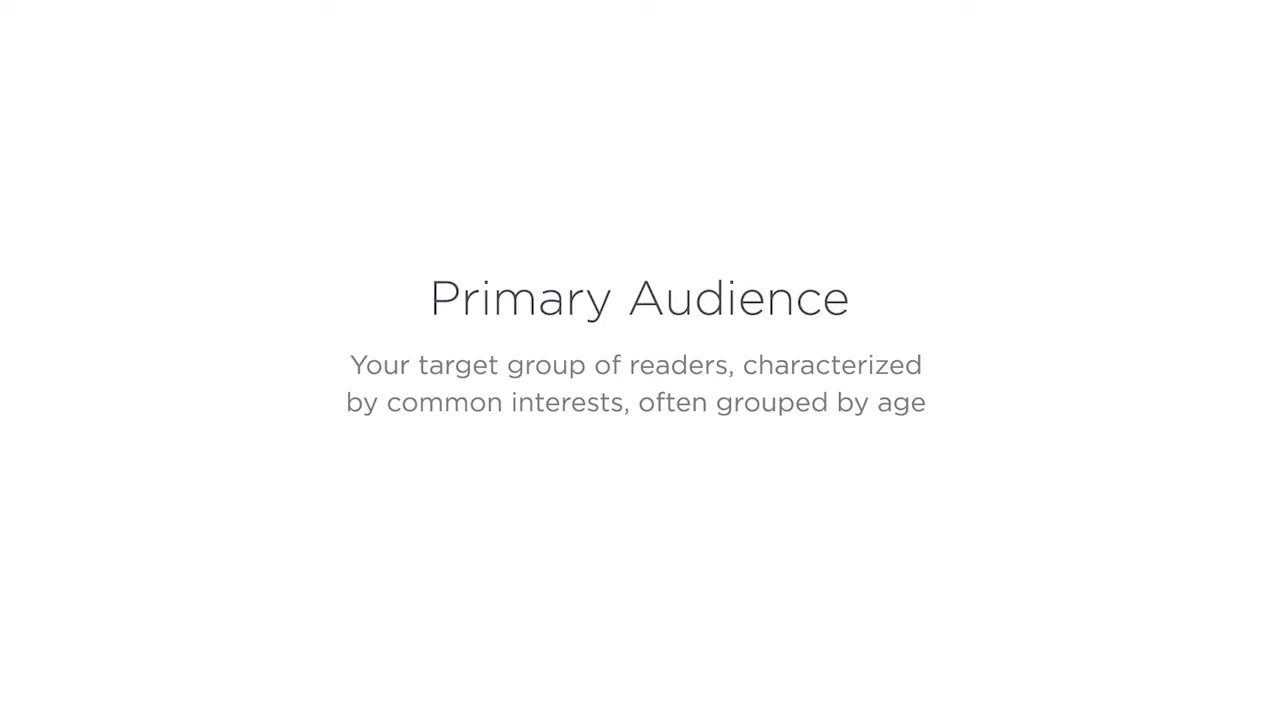 Primary Audience
Your target group of readers, characterized
by common interests, often grouped by age